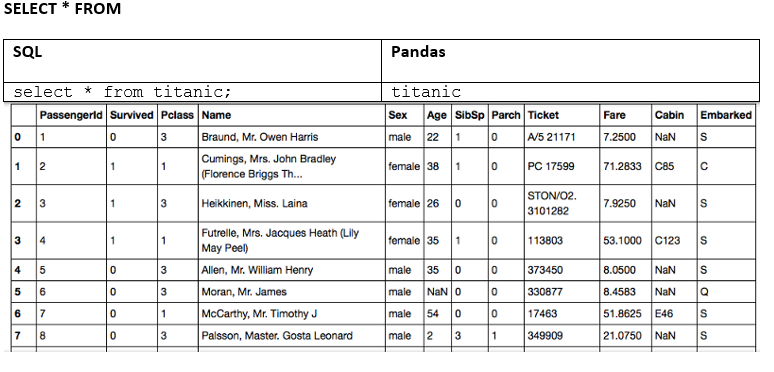 SELECT * FROM
SQL Pandas
select * from titanic; titanic
PassengerId Survived Pclass Name Sex Age SibSp Parch Ticket Fare Cabin Embarked
0 1 0 3 Braund, Mr. Owen Harris male 22 1 0 A/5 21171 7.2500 NaN S
1 2 1 1 Cumings, Mrs. John Bradley (Florence Briggs Th... female 38 1 0 PC 17599 71.2833 C85 C
2 3 1 3 Heikkinen, Miss. Laina female 26 0 0 STON/O2. 3101282 7.9250 NaN S
3 4 1 1 Futrelle, Mrs. Jacques Heath (Lily May Peel) female 35 1 0 113803 53.1000 C123 S
4 5 0 3 Allen, Mr. William Henry male 35 0 0 373450 8.0500 NaN S
5 6 0 3 Moran, Mr. James male NaN 0 0 330877 8.4583 NaN Q
6 7 0 1 McCarthy, Mr. Timothy J male 54 0 0 17463 51.8625 E46 S
7 8 0 3 Palsson, Master. Gosta Leonard male 2 3 1 349909 21.0750 NaN S